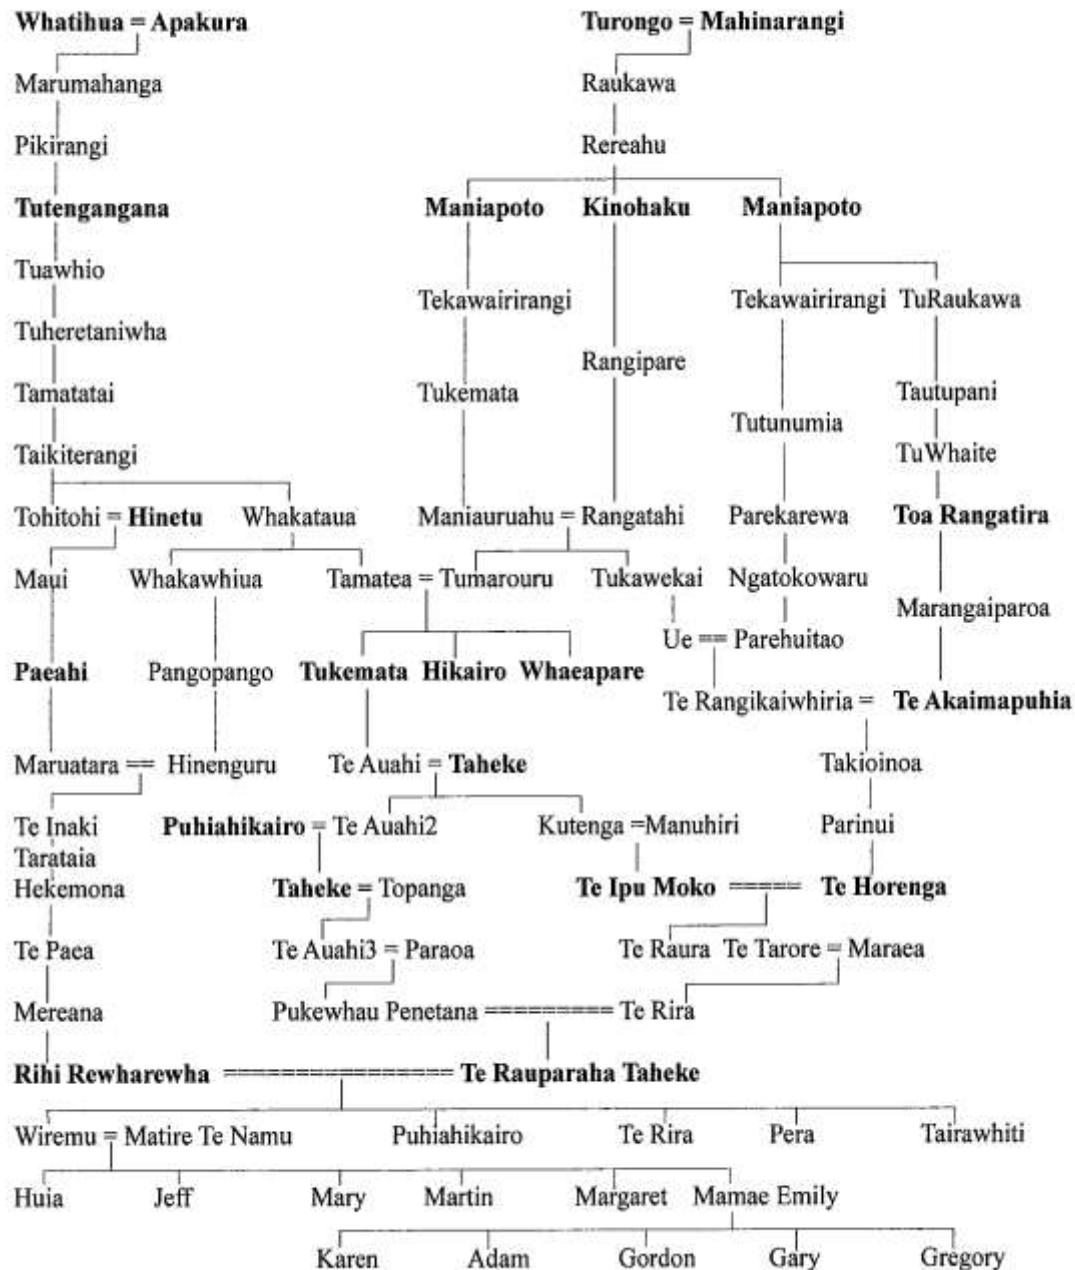 Whatihua = Apakura Turongo = Mahinarangi
Marumahanga Raukawa
Pikirangi Rereahu
Tutengangana Maniapoto Kinohaku Maniapoto
Tuawhio
Tekawairirangi Tekawairirangi TuRaukawa
Tuheretaniwha
Rangipare
Tamatatai Tukemata Tautupani
Tutunumia
Taikiterangi TuWhaite
Tohitohi = Hinetu Whakataua Maniauruahu = Rangatahi Parekarewa Toa Rangatira
Maui Whakawhiua Tamatea = Tumarouru Tukawekai Ngatokowaru
Marangaiparoa
Ue == Parehuitao
Paeahi Pangopango Tukemata Hikairo Whaeapare
Te Rangikaiwhiria = Te Akaimapuhia
Maruatara == Hinenguru Te Auahi = Taheke Takioinoa
Te Inaki Puhiahikairo = Te Auahi2 Kutenga =Manuhiri Parinui
Tarataia
Hekemona Taheke = Topanga Te Ipu Moko ===== Te Horenga
Te Paea Te Auahi3 = Paraoa Te Raura Te Tarore = Maraea
Mereana Pukewhau Penetana ========= Te Rira
Rihi Rewharewha ================ Te Rauparaha Taheke
Wiremu = Matire Te Namu Puhiahikairo Te Rira Pera Tairawhiti
Huia Jeff Mary Martin Margaret Mamae Emily
Karen Adam Gordon Gary Gregory